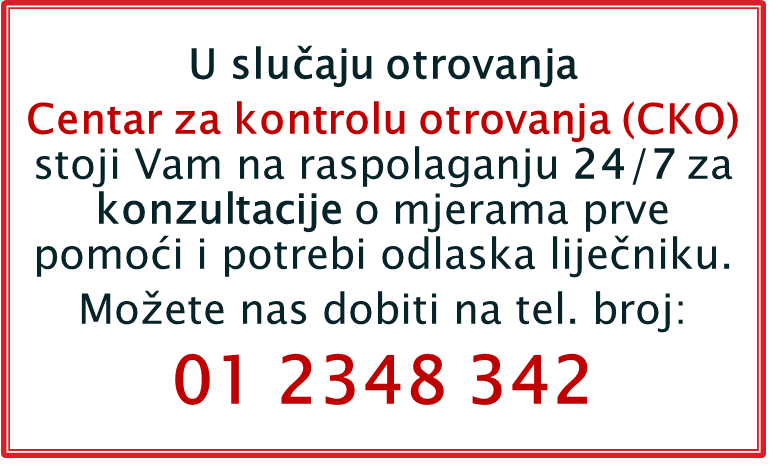 U slučaju otrovanja
Centar za kontrolu otrovanja (CKO)
stoji Vam na raspolaganju 24/7 za
konzultacije o mjerama prve
pomoći i potrebi odlaska liječniku.
Možete nas dobiti na tel. broj:
01 2348 342